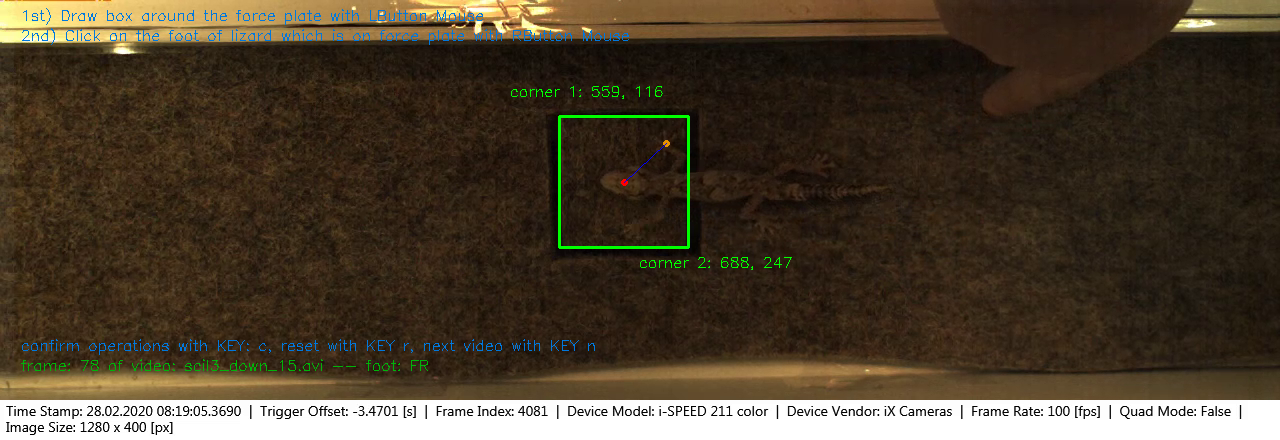 1st) Draw box around the force plate with LButton Mouse
2nd) Click on the foot of lizard which is on force plate with RButton Mouse
corner 1: 559, 116
corner 2: 688, 247
confirm operations with KEY: c, reset with KEY r, next video with KEY n
frame: 78 of video: soil3_down_15.avi -- foot: FR
Time Stamp: 28.02.2020 08:19:05.3690 | Trigger Offset: -3.4701 [s] | Frame Index: 4081 | Device Model: i-SPEED 211 color | Device Vendor: iX Cameras | Frame Rate: 100 [fps] | Quad Mode: False |
Image Size: 1280 x 400 [px]